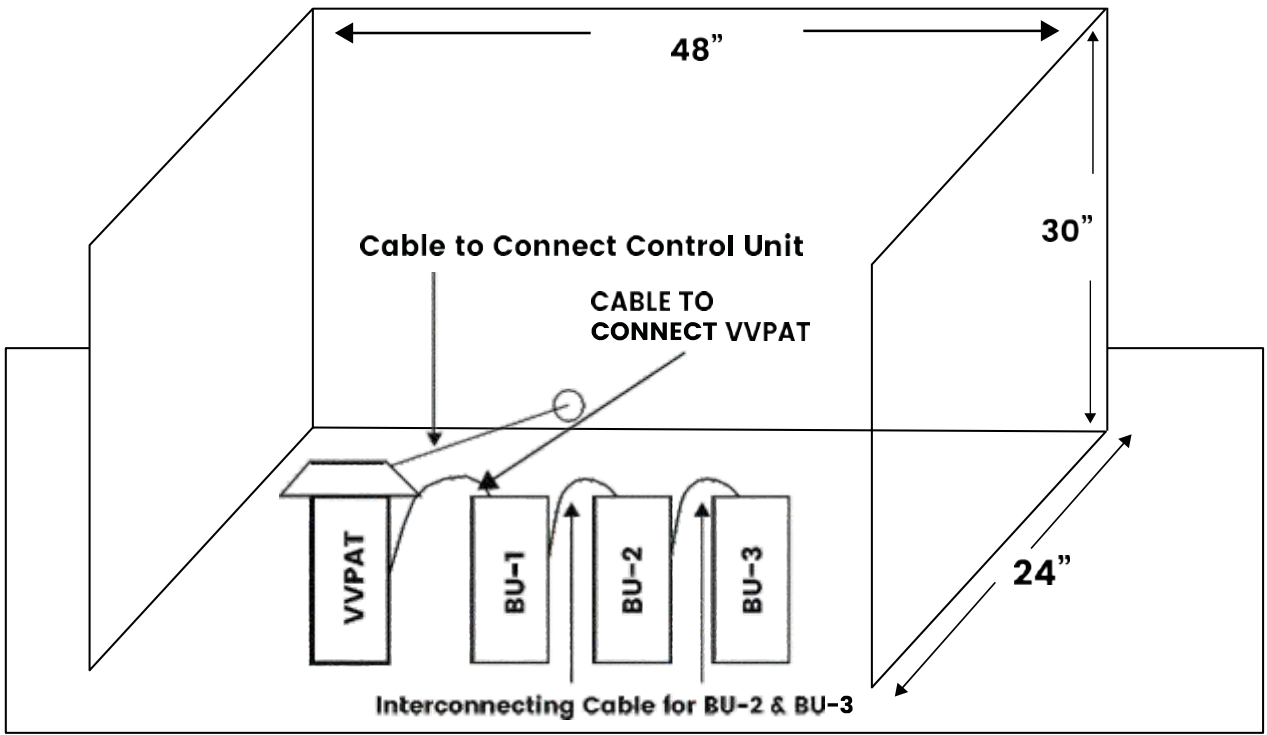 48”
30”
Cable to Connect Control Unit
CABLE TO
CONNECT VVPAT
VVPAT
BU-1
BU-2
BU-3
24”
Interconnecting Cable for BU-2 & BU-3